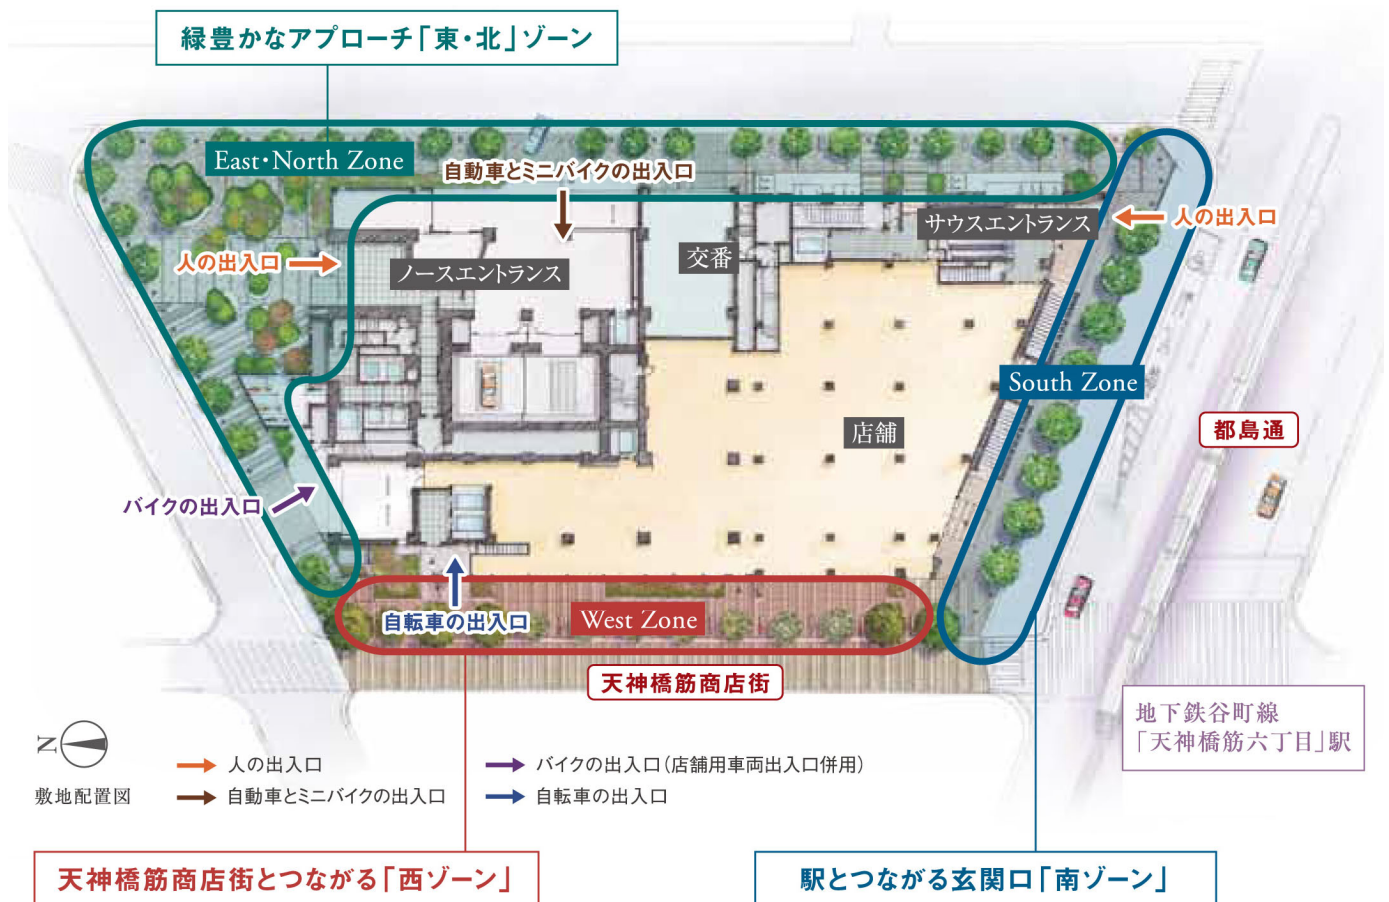 緑豊かなアプローチ「東・北」ゾーン
East・North Zone
自動車とミニバイクの出入口
サウスエントランス
人の出入口
交番
人の出入口
ノースエントランス
South Zone
店舗
都島通
バイクの出入口
自転車の出入口
West Zone
天神橋筋商店街
地下鉄谷町線
「天神橋筋六丁目」駅
N
敷地配置図
人の出入口
バイクの出入口(店舗用車両出入口併用)
自動車とミニバイクの出入口
自転車の出入口
天神橋筋商店街とつながる「西ゾーン」
駅とつながる玄関口「南ゾーン」